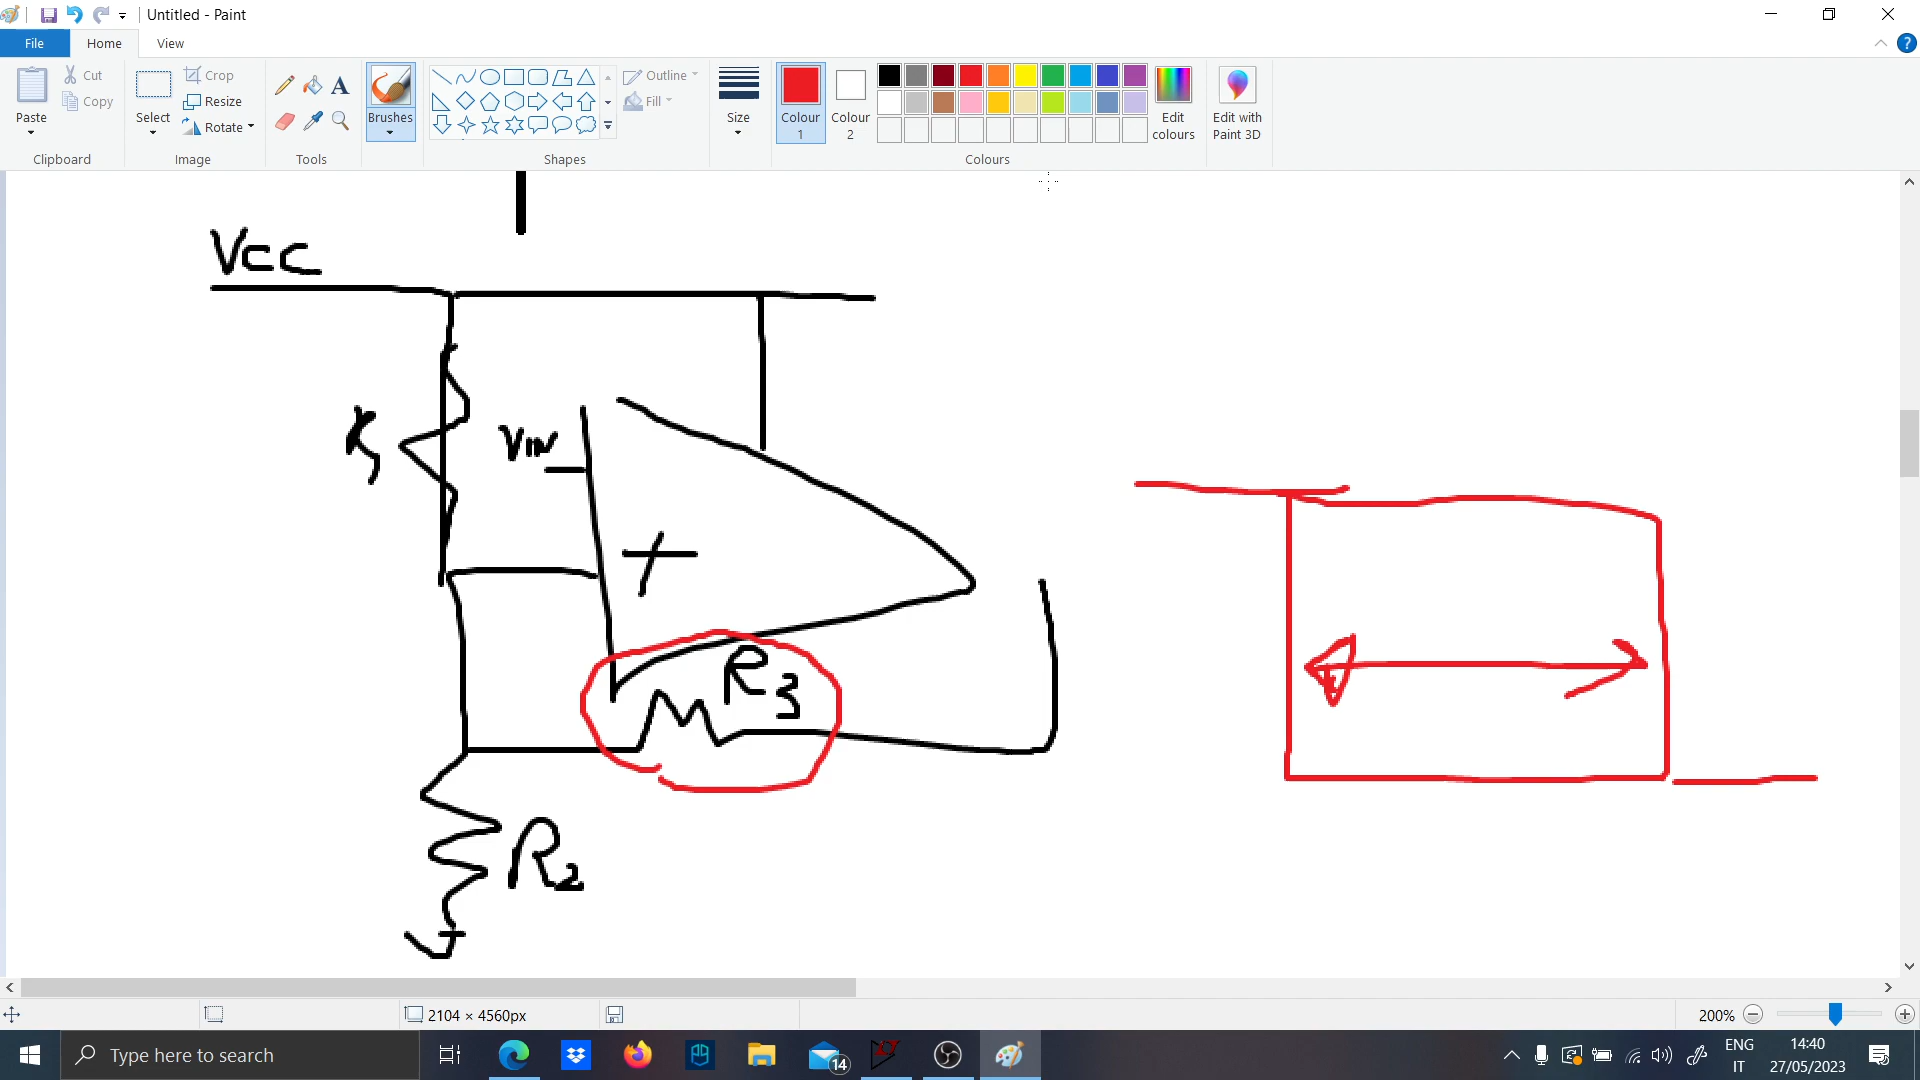 Untitled - Paint
File Home View
Paste
Cut
Copy
Clipboard
Select
Crop
Resize
Rotate
Image
Tools
Brushes
Shapes
Outline
Fill
Size
Colour 1
Colour 2
Colours
Edit colours
Edit with Paint 3D
VCC
VIN
+
R3
R2
2104 × 4560px
200%
Type here to search
14
ENG
IT
14:40
27/05/2023